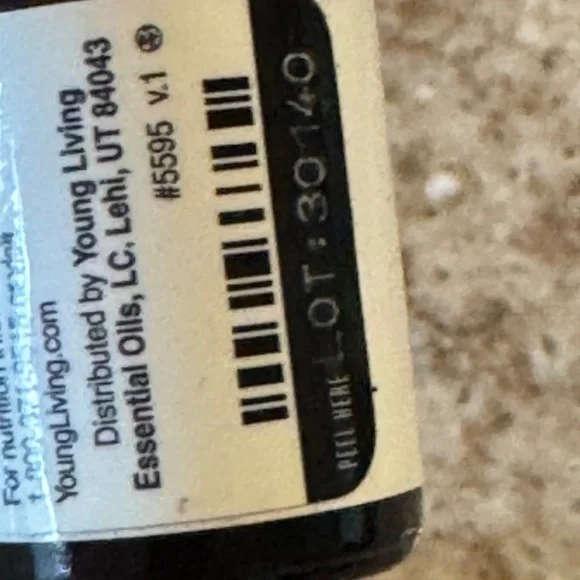 For nutrition
YoungLiving.com
Distributed by Young Living
Essential Oils, LC, Lehi, UT 84043
#5595 v.1
PEEL HERE
LOT:30140